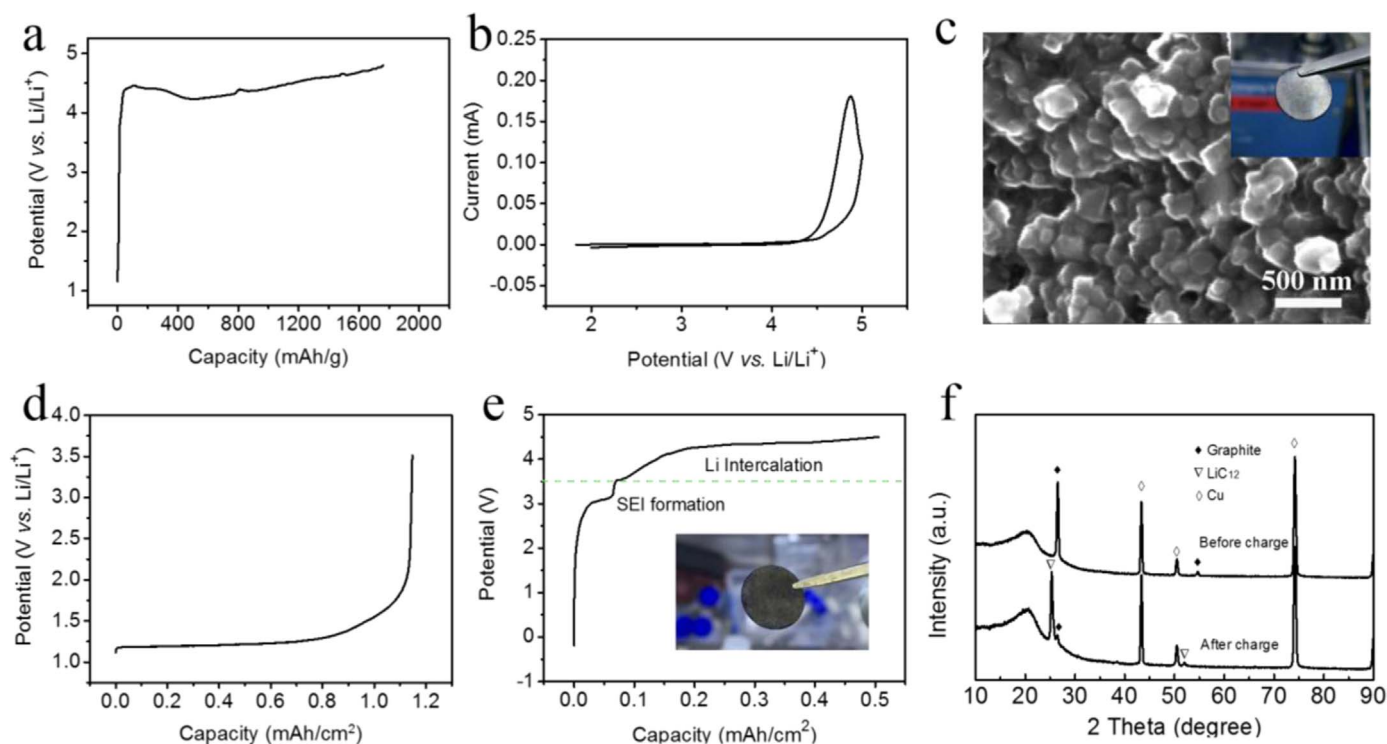 a
5
4
3
2
1
Potential (V vs. Li/Li⁺)
0 400 800 1200 1600 2000
Capacity (mAh/g)
b
0.25
0.20
0.15
0.10
0.05
0.00
-0.05
Current (mA)
2 3 4 5
Potential (V vs. Li/Li⁺)
c
500 nm
d
4.0
3.5
3.0
2.5
2.0
1.5
1.0
Potential (V vs. Li/Li⁺)
0.0 0.2 0.4 0.6 0.8 1.0 1.2
Capacity (mAh/cm²)
e
5
4
3
2
1
0
-1
Potential (V)
Li Intercalation
SEI formation
0.0 0.1 0.2 0.3 0.4 0.5
Capacity (mAh/cm²)
f
Intensity (a.u.)
♦ Graphite
▽ LiC₁₂
◇ Cu
Before charge
After charge
10 20 30 40 50 60 70 80 90
2 Theta (degree)